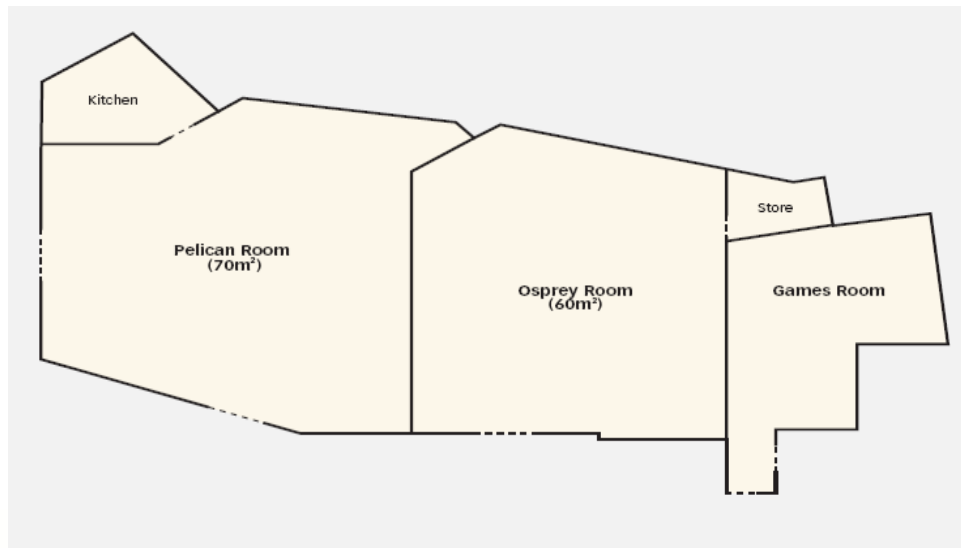 Kitchen
Pelican Room
(70m²)
Store
Osprey Room
(60m²)
Games Room